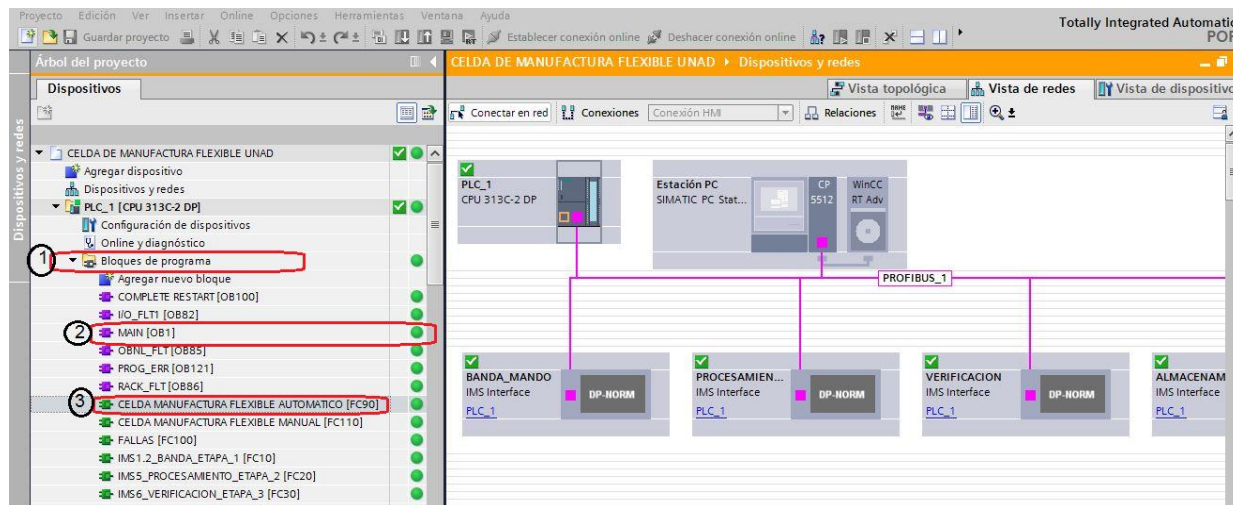 Proyecto Edición Ver Insertar Online Opciones Herramientas Ventana Ayuda
Totally Integrated Automatic
POR
Guardar proyecto
Establecer conexión online
Deshacer conexión online
Árbol del proyecto
CELDA DE MANUFACTURA FLEXIBLE UNAD
Dispositivos y redes
Dispositivos
Vista topológica
Vista de redes
Vista de dispositivo
Conectar en red
Conexiones
Conexión HMI
Relaciones
Dispositivos y redes
CELDA DE MANUFACTURA FLEXIBLE UNAD
Agregar dispositivo
Dispositivos y redes
PLC_1 [CPU 313C-2 DP]
Configuración de dispositivos
Online y diagnóstico
1
Bloques de programa
Agregar nuevo bloque
COMPLETE RESTART [OB100]
I/O_FLT1 [OB82]
2
MAIN [OB1]
OBNL_FLT [OB85]
PROG_ERR [OB121]
RACK_FLT [OB86]
3
CELDA MANUFACTURA FLEXIBLE AUTOMATICO [FC90]
CELDA MANUFACTURA FLEXIBLE MANUAL [FC110]
FALLAS [FC100]
IMS1.2_BANDA_ETAPA_1 [FC10]
IMS5_PROCESAMIENTO_ETAPA_2 [FC20]
IMS6_VERIFICACION_ETAPA_3 [FC30]
PLC_1
CPU 313C-2 DP
Estación PC
SIMATIC PC Stat...
CP
5512
WinCC
RT Adv
PROFIBUS_1
BANDA_MANDO
IMS Interface
PLC_1
DP-NORM
PROCESAMIEN...
IMS Interface
PLC_1
DP-NORM
VERIFICACION
IMS Interface
PLC_1
DP-NORM
ALMACENAM
IMS Interface
PLC_1